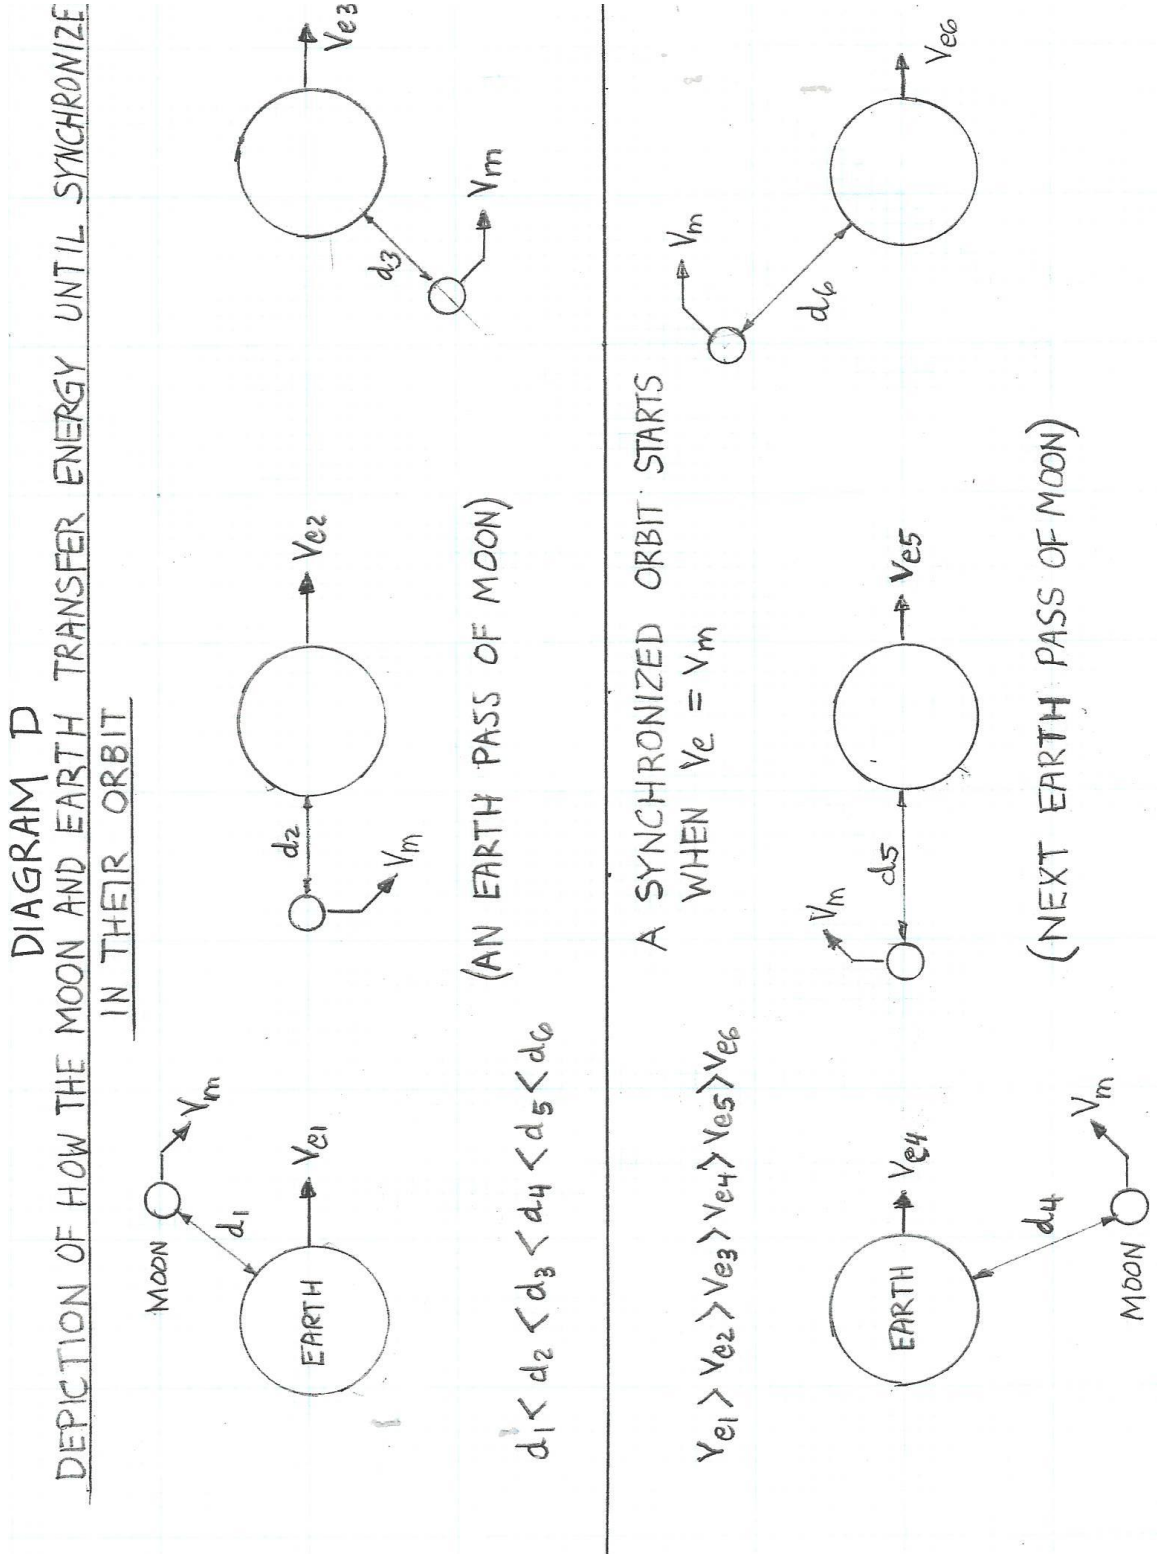 DIAGRAM D
DEPICTION OF HOW THE MOON AND EARTH TRANSFER ENERGY UNTIL SYNCHRONIZE
IN THEIR ORBIT
MOON
Vm
d1
EARTH
Ve1
d2
Vm
Ve2
d3
Vm
Ve3
d1 < d2 < d3 < d4 < d5 < d6
(AN EARTH PASS OF MOON)
Ve1 > Ve2 > Ve3 > Ve4 > Ve5 > Ve6
A SYNCHRONIZED ORBIT STARTS
WHEN Ve = Vm
EARTH
Ve4
d4
MOON
Vm
Vm
d5
Ve5
Vm
d6
Ve6
(NEXT EARTH PASS OF MOON)